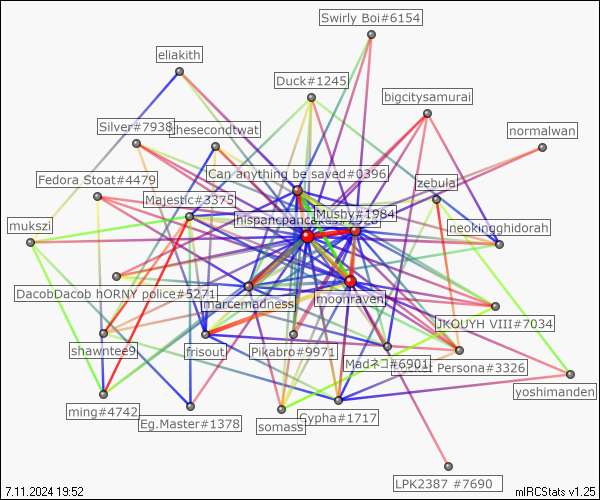 Swirly Boi#6154
eliakith
Duck#1245
bigcitysamurai
Silver#7938
thesecondtwat
normalwan
Can anything be saved#0396
Fedora Stoat#4479
zebula
Majestic#3375
Mushy#1984
mukszi
neokingghidorah
DacobDacob hORNY police#5271
marcemadness
moonraven
JKOUYH VIII#7034
shawntee9
frisout
Pikabro#9971
Madネコ#6901
Persona#3326
yoshimanden
ming#4742
Eg.Master#1378
somass
Cypha#1717
LPK2387 #7690
7.11.2024 19:52
mIRCStats v1.25